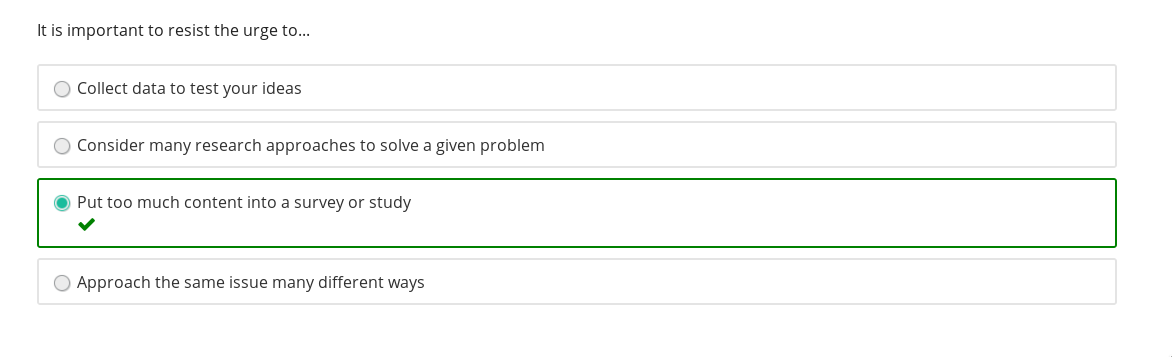 It is important to resist the urge to...
Collect data to test your ideas
Consider many research approaches to solve a given problem
Put too much content into a survey or study
Approach the same issue many different ways